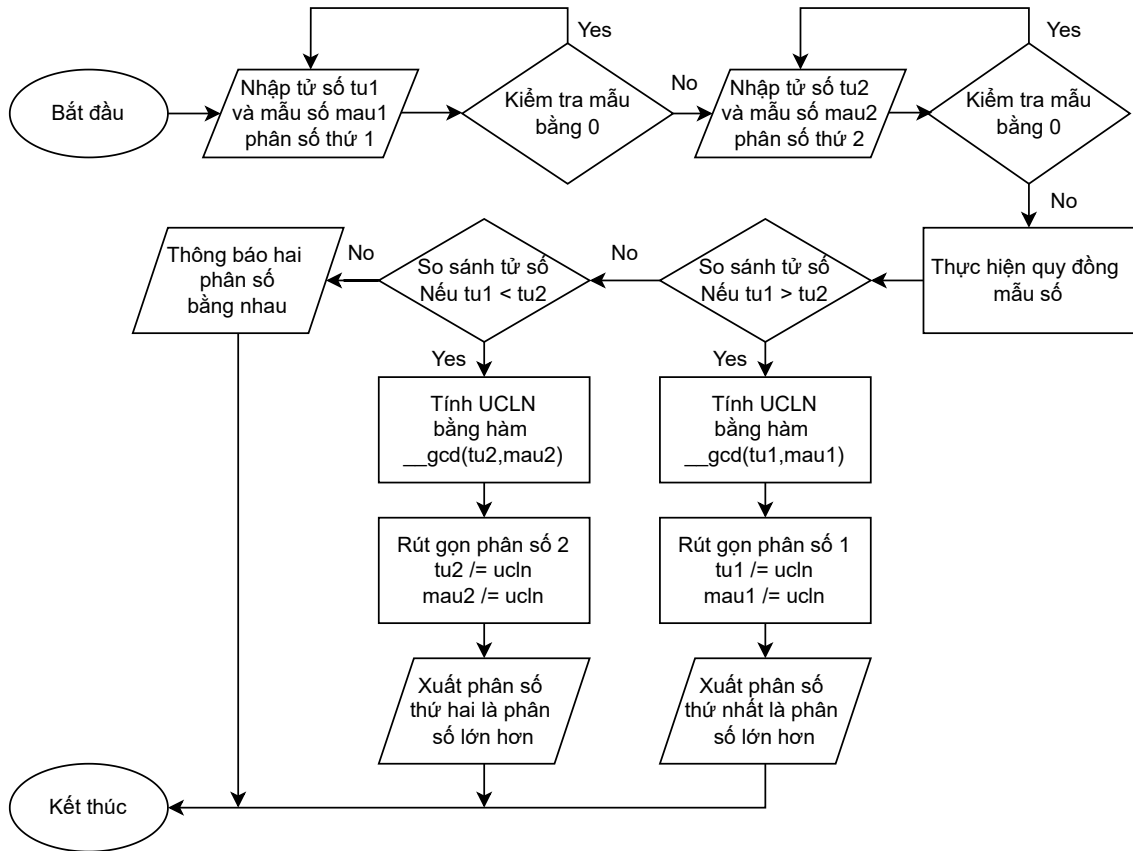 Bắt đầu
Nhập tử số tu1
và mẫu số mau1
phân số thứ 1
Yes
Kiểm tra mẫu
bằng 0
No
Nhập tử số tu2
và mẫu số mau2
phân số thứ 2
Yes
Kiểm tra mẫu
bằng 0
No
Thực hiện quy đồng
mẫu số
So sánh tử số
Nếu tu1 > tu2
No
So sánh tử số
Nếu tu1 < tu2
No
Thông báo hai
phân số
bằng nhau
Yes
Tính UCLN
bằng hàm
__gcd(tu2,mau2)
Rút gọn phân số 2
tu2 /= ucln
mau2 /= ucln
Xuất phân số
thứ hai là phân
số lớn hơn
Yes
Tính UCLN
bằng hàm
__gcd(tu1,mau1)
Rút gọn phân số 1
tu1 /= ucln
mau1 /= ucln
Xuất phân số
thứ nhất là phân
số lớn hơn
Kết thúc